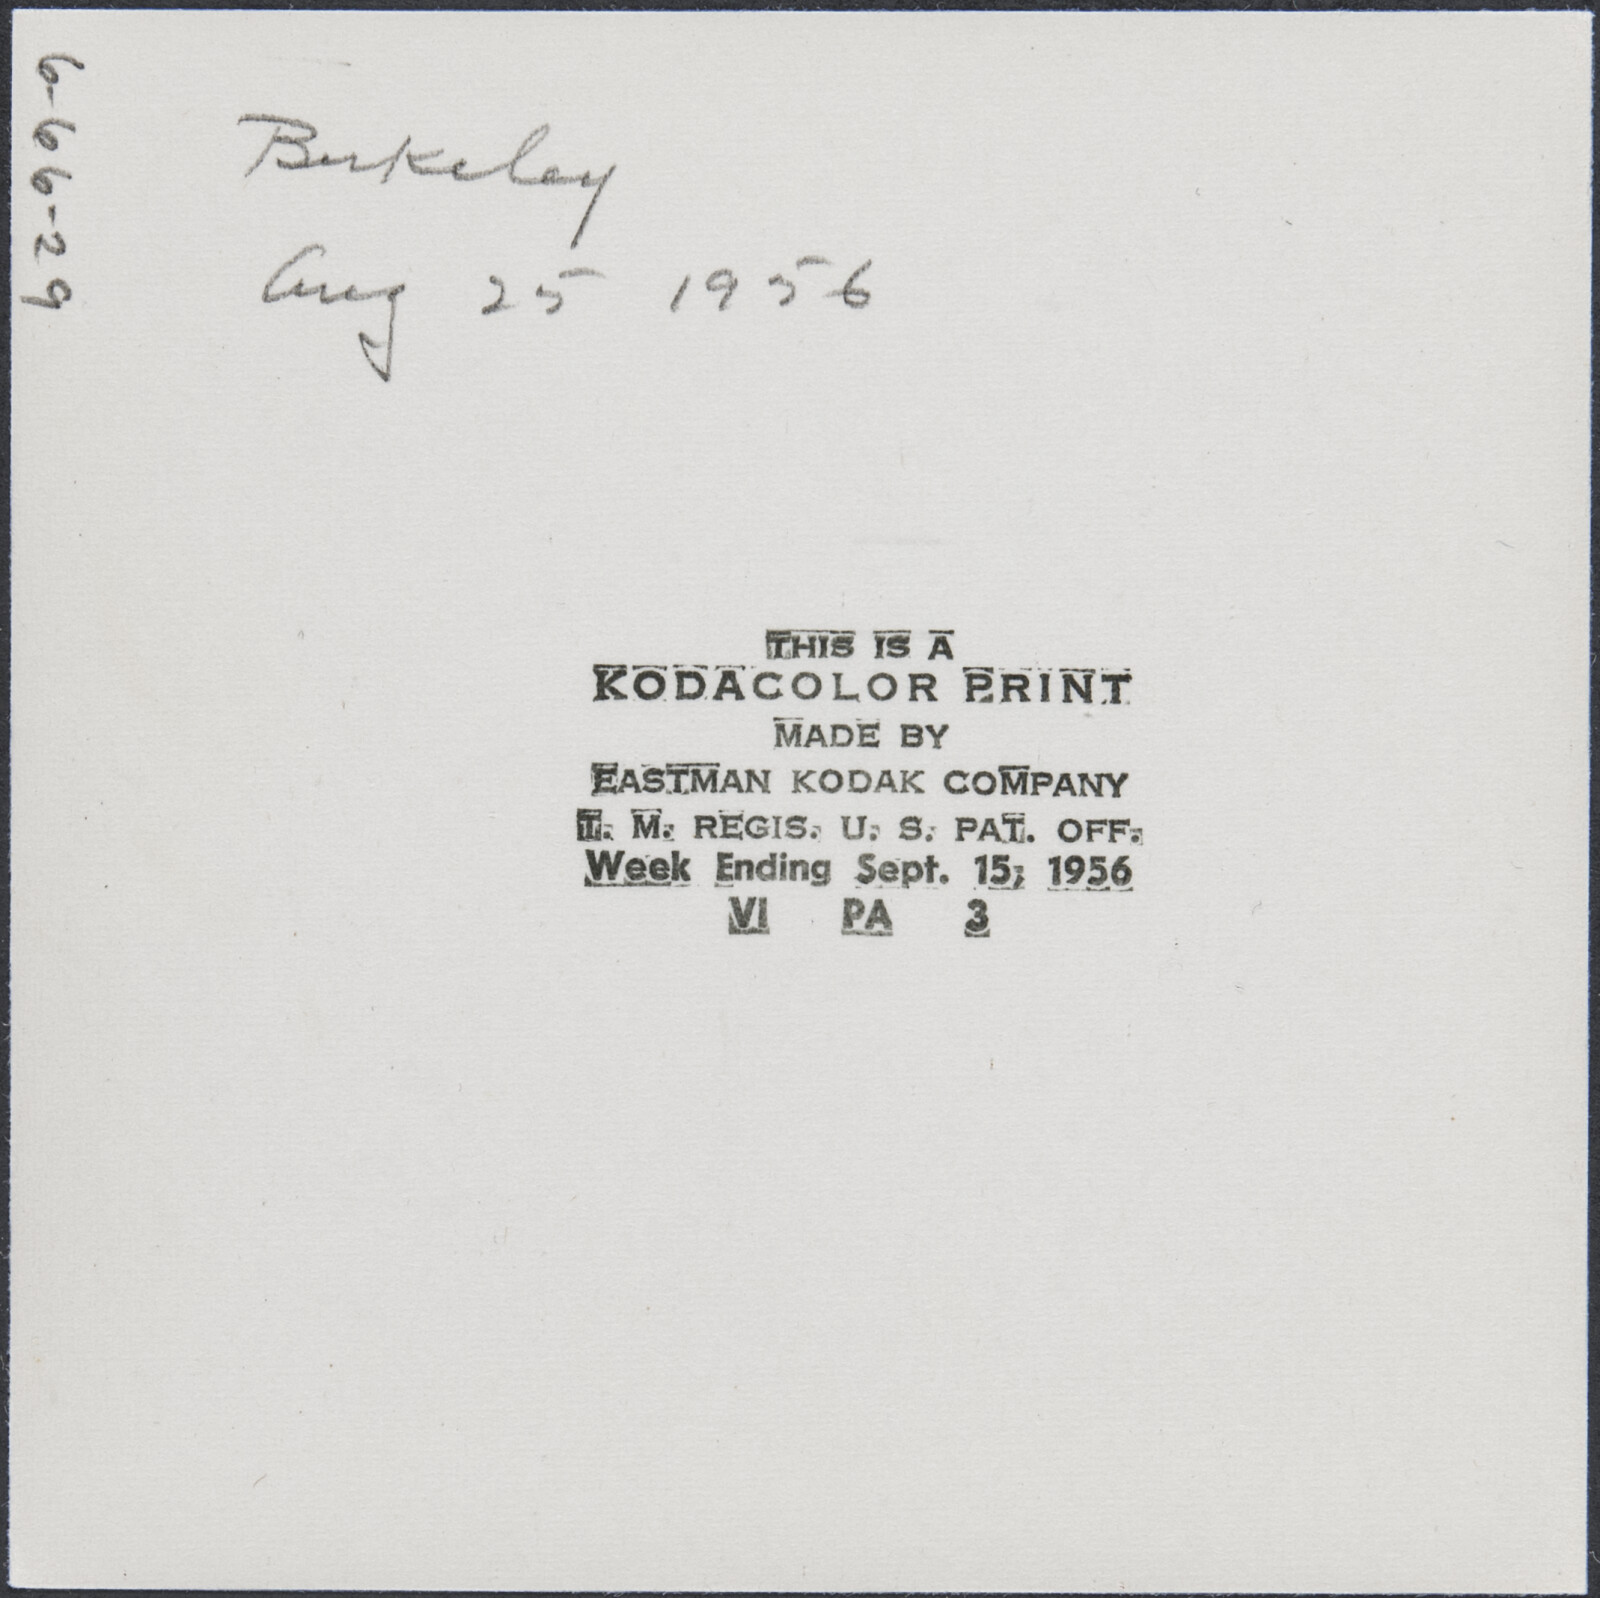 6-66-29
Berkeley
Aug 25 1956
THIS IS A
KODACOLOR PRINT
MADE BY
EASTMAN KODAK COMPANY
T. M. REGIS. U. S. PAT. OFF.
Week Ending Sept. 15, 1956
VI PA 3